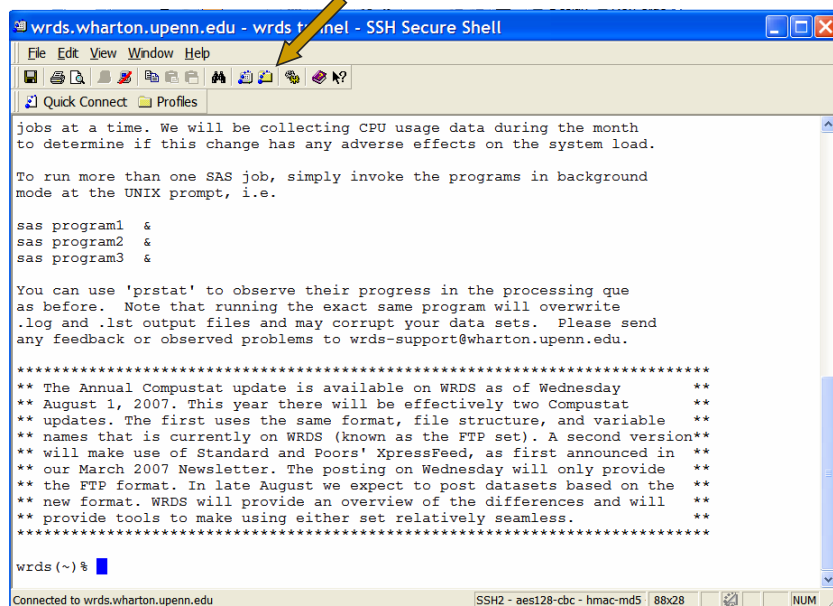 wrds.wharton.upenn.edu - wrds tunnel - SSH Secure Shell
File Edit View Window Help
Quick Connect Profiles
jobs at a time. We will be collecting CPU usage data during the month
to determine if this change has any adverse effects on the system load.
To run more than one SAS job, simply invoke the programs in background
mode at the UNIX prompt, i.e.
sas program1 &
sas program2 &
sas program3 &
You can use 'prstat' to observe their progress in the processing que
as before. Note that running the exact same program will overwrite
.log and .lst output files and may corrupt your data sets. Please send
any feedback or observed problems to wrds-support@wharton.upenn.edu.
******************************************************************************
** The Annual Compustat update is available on WRDS as of Wednesday **
** August 1, 2007. This year there will be effectively two Compustat **
** updates. The first uses the same format, file structure, and variable **
** names that is currently on WRDS (known as the FTP set). A second version**
** will make use of Standard and Poors' XpressFeed, as first announced in **
** our March 2007 Newsletter. The posting on Wednesday will only provide **
** the FTP format. In late August we expect to post datasets based on the **
** new format. WRDS will provide an overview of the differences and will **
** provide tools to make using either set relatively seamless. **
******************************************************************************
wrds(~)%
Connected to wrds.wharton.upenn.edu SSH2 - aes128-cbc - hmac-md5 88x28 NUM